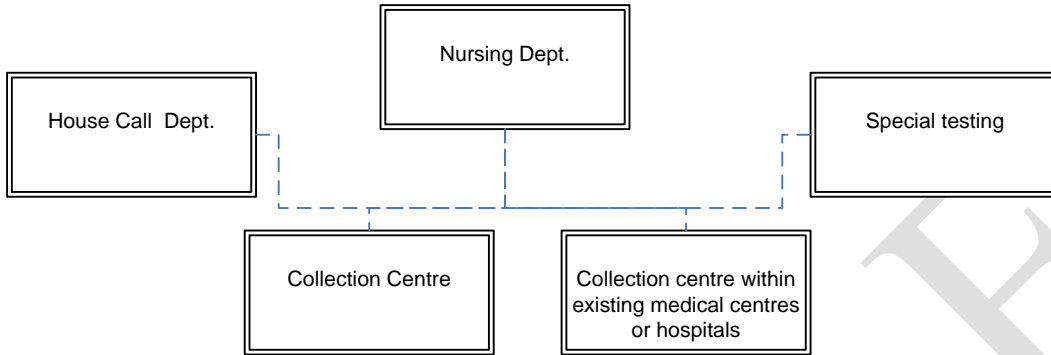 Nursing Dept.
House Call  Dept.
Special testing
Collection Centre
Collection centre within
existing medical centres
or hospitals